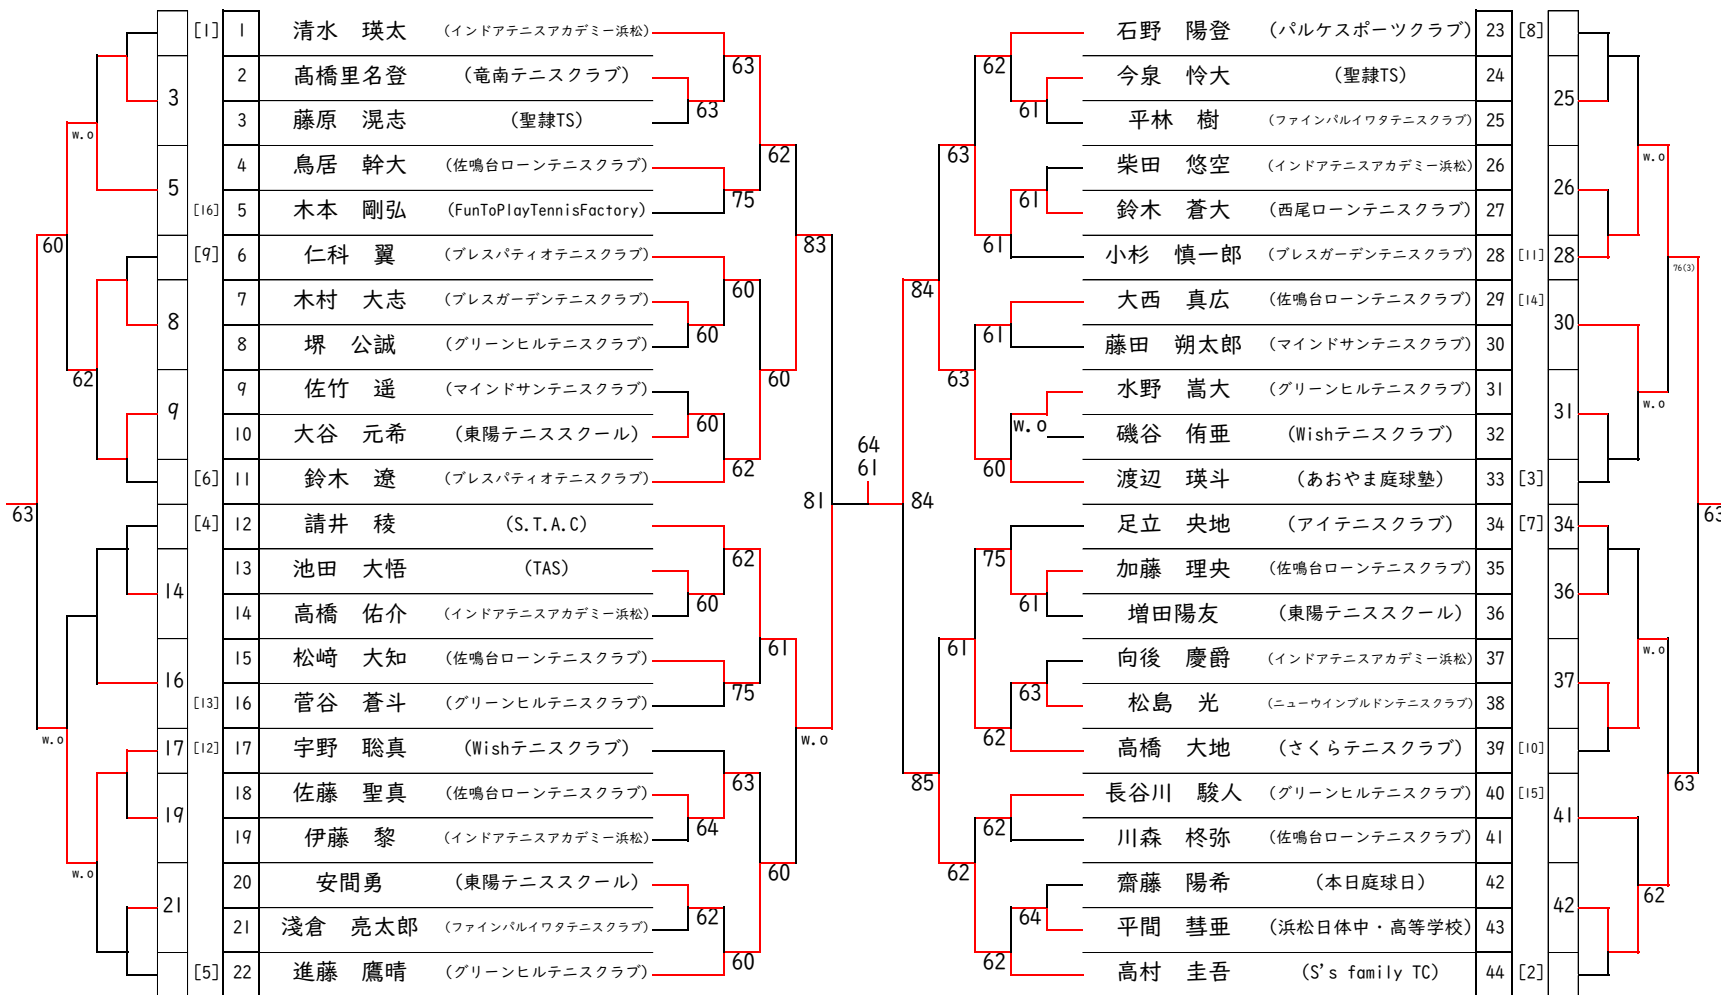 [1] 1 清水 瑛太 (インドアテニスアカデミー浜松)
2 髙橋里名登 (竜南テニスクラブ)
3 藤原 滉志 (聖隷TS)
4 鳥居 幹大 (佐鳴台ローンテニスクラブ)
[16] 5 木本 剛弘 (FunToPlayTennisFactory)
[9] 6 仁科 翼 (ブレスパティオテニスクラブ)
7 木村 大志 (ブレスガーデンテニスクラブ)
8 堺 公誠 (グリーンヒルテニスクラブ)
9 佐竹 遥 (マインドサンテニスクラブ)
10 大谷 元希 (東陽テニススクール)
[6] 11 鈴木 遼 (ブレスパティオテニスクラブ)
[4] 12 請井 稜 (S.T.A.C)
13 池田 大悟 (TAS)
14 高橋 佑介 (インドアテニスアカデミー浜松)
15 松﨑 大知 (佐鳴台ローンテニスクラブ)
[13] 16 菅谷 蒼斗 (グリーンヒルテニスクラブ)
17 [12] 17 宇野 聡真 (Wishテニスクラブ)
18 佐藤 聖真 (佐鳴台ローンテニスクラブ)
19 伊藤 黎 (インドアテニスアカデミー浜松)
20 安間勇 (東陽テニススクール)
21 淺倉 亮太郎 (ファインパルイワタテニスクラブ)
[5] 22 進藤 鷹晴 (グリーンヒルテニスクラブ)
3
5
8
9
14
16
19
21
w.o
60
62
63
w.o
w.o
63
63
62
75
83
60
60
60
60
62
81
62
60
61
75
w.o
63
64
60
62
60
64
61
84
石野 陽登 (パルケスポーツクラブ) 23 [8]
今泉 怜大 (聖隷TS) 24
平林 樹 (ファインパルイワタテニスクラブ) 25
柴田 悠空 (インドアテニスアカデミー浜松) 26
鈴木 蒼大 (西尾ローンテニスクラブ) 27
小杉 慎一郎 (ブレスガーデンテニスクラブ) 28 [11] 28
大西 真広 (佐鳴台ローンテニスクラブ) 29 [14]
藤田 朔太郎 (マインドサンテニスクラブ) 30
水野 嵩大 (グリーンヒルテニスクラブ) 31
磯谷 侑亜 (Wishテニスクラブ) 32
渡辺 瑛斗 (あおやま庭球塾) 33 [3]
足立 央地 (アイテニスクラブ) 34 [7] 34
加藤 理央 (佐鳴台ローンテニスクラブ) 35
増田陽友 (東陽テニススクール) 36
向後 慶爵 (インドアテニスアカデミー浜松) 37
松島 光 (ニューウインブルドンテニスクラブ) 38
高橋 大地 (さくらテニスクラブ) 39 [10]
長谷川 駿人 (グリーンヒルテニスクラブ) 40 [15]
川森 柊弥 (佐鳴台ローンテニスクラブ) 41
齋藤 陽希 (本日庭球日) 42
平間 彗亜 (浜松日体中・高等学校) 43
高村 圭吾 (S's family TC) 44 [2]
62
61
63
61
61
84
61
63
w.o
60
75
61
61
63
62
85
62
62
64
62
25
26
30
31
36
37
41
42
w.o
76(3)
w.o
63
w.o
63
62